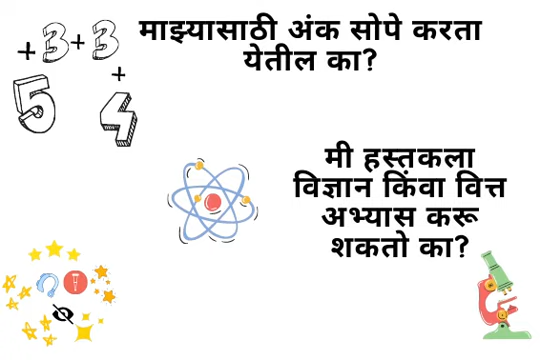 माझ्यासाठी अंक सोपे करता
येतील का?
+3+3
+
5 4
मी हस्तकला
विज्ञान किंवा वित्त
अभ्यास करू
शकतो का?